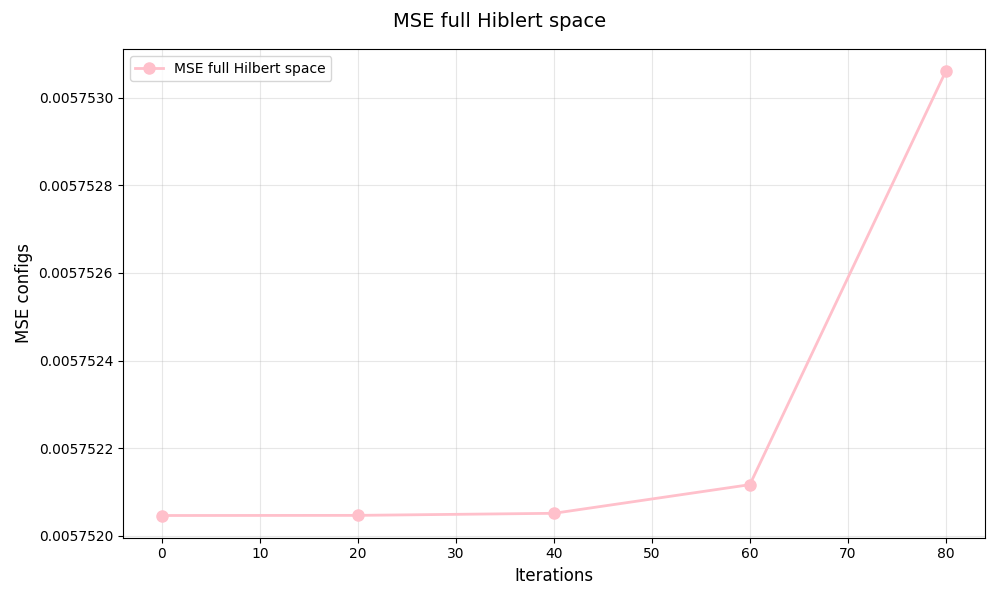 MSE full Hiblert space
MSE full Hilbert space
0.0057530
0.0057528
0.0057526
0.0057524
0.0057522
0.0057520
MSE configs
0 10 20 30 40 50 60 70 80
Iterations